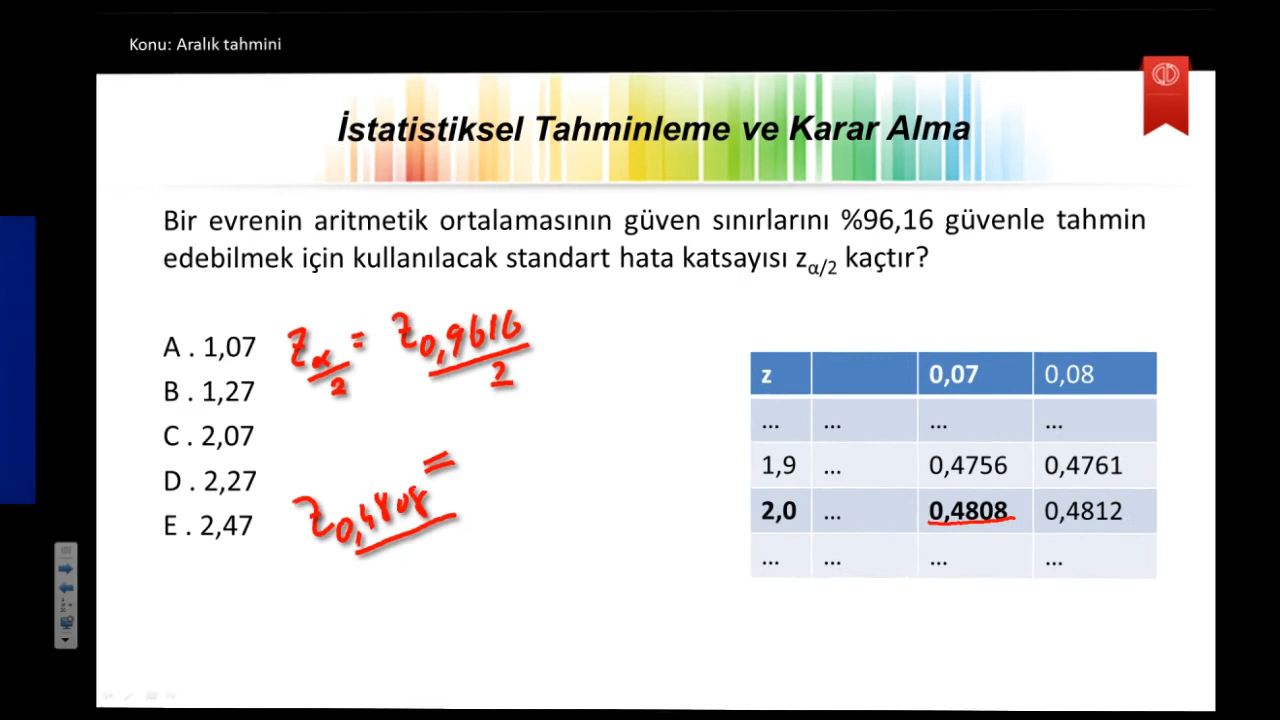 Konu: Aralık tahmini
İstatistiksel Tahminleme ve Karar Alma
Bir evrenin aritmetik ortalamasının güven sınırlarını %96,16 güvenle tahmin
edebilmek için kullanılacak standart hata katsayısı zα/2 kaçtır?
A . 1,07
B . 1,27
C . 2,07
D . 2,27
E . 2,47
Zα/2 = Z0,9616/2
Z0,4808 =
z 0,07 0,08
... ... ... ...
1,9 ... 0,4756 0,4761
2,0 ... 0,4808 0,4812
... ... ... ...